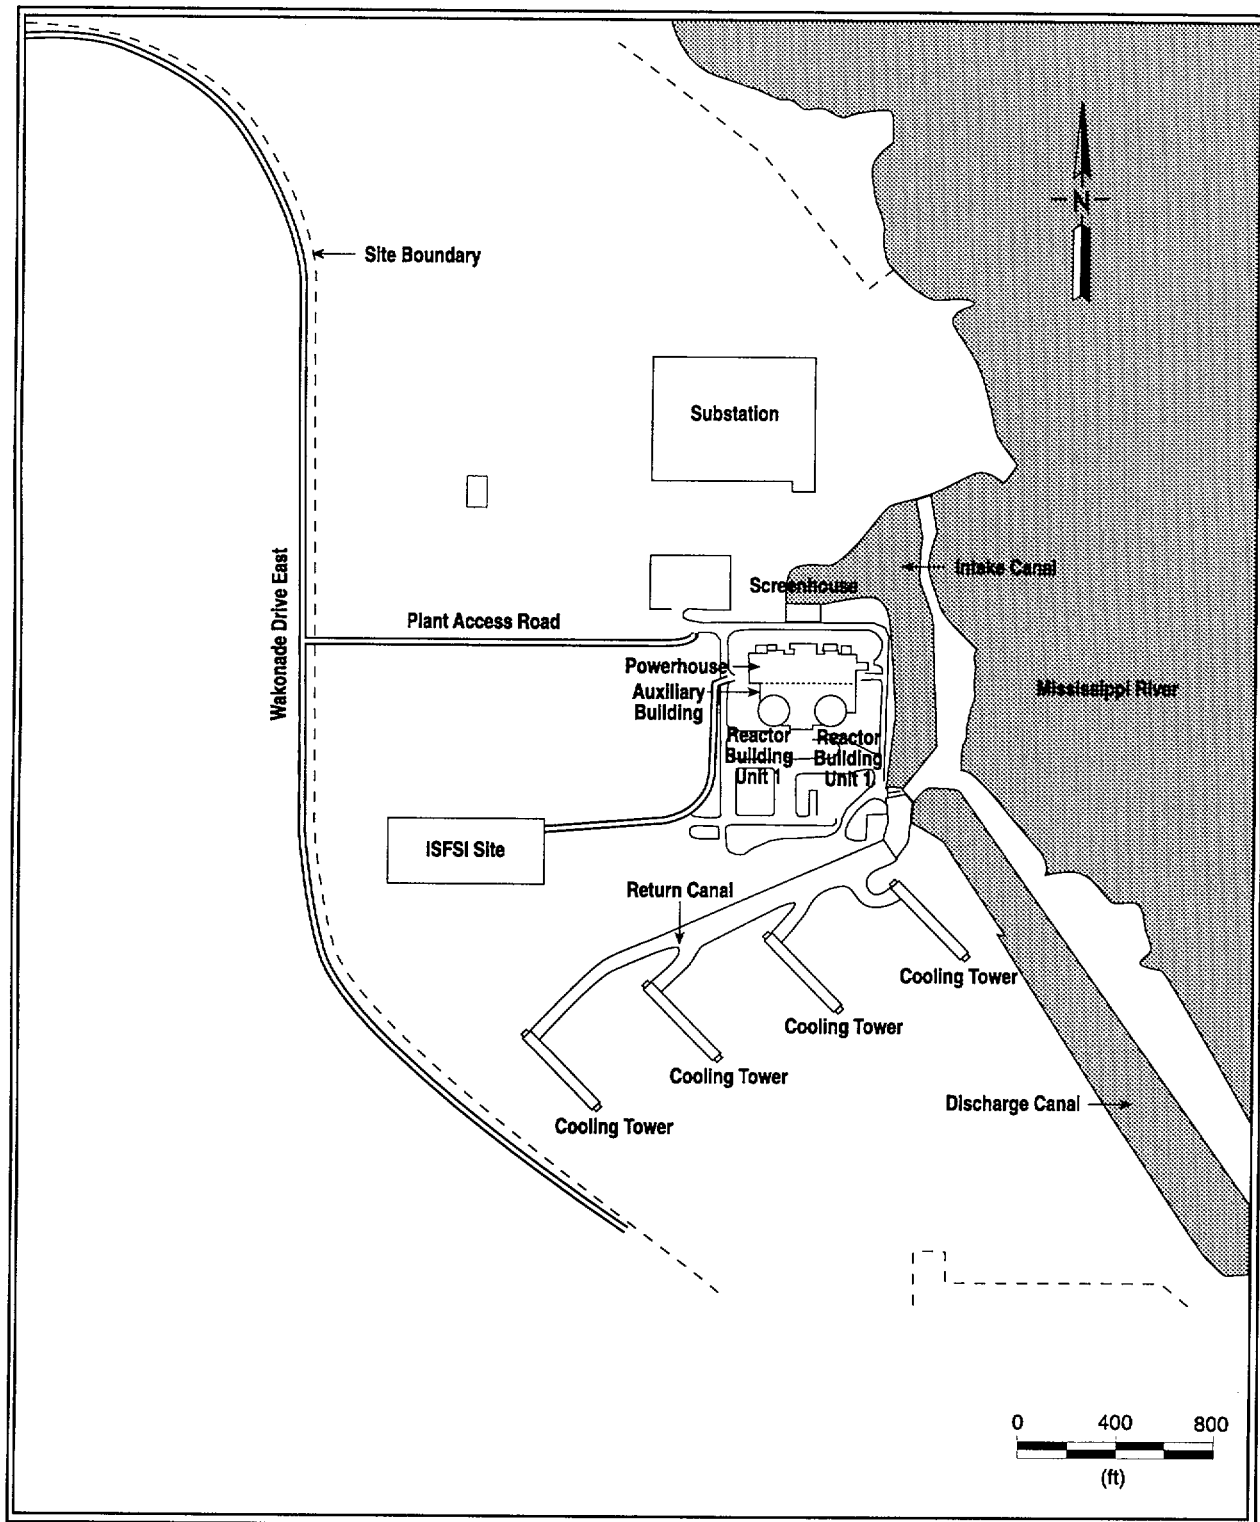 N
Site Boundary
Substation
Intake Canal
Screenhouse
Wakonade Drive East
Plant Access Road
Powerhouse
Auxiliary
Building
Mississippi River
Reactor
Building
Unit 1
Reactor
Building
Unit 1
ISFSI Site
Return Canal
Cooling Tower
Cooling Tower
Cooling Tower
Cooling Tower
Discharge Canal
0 400 800
(ft)